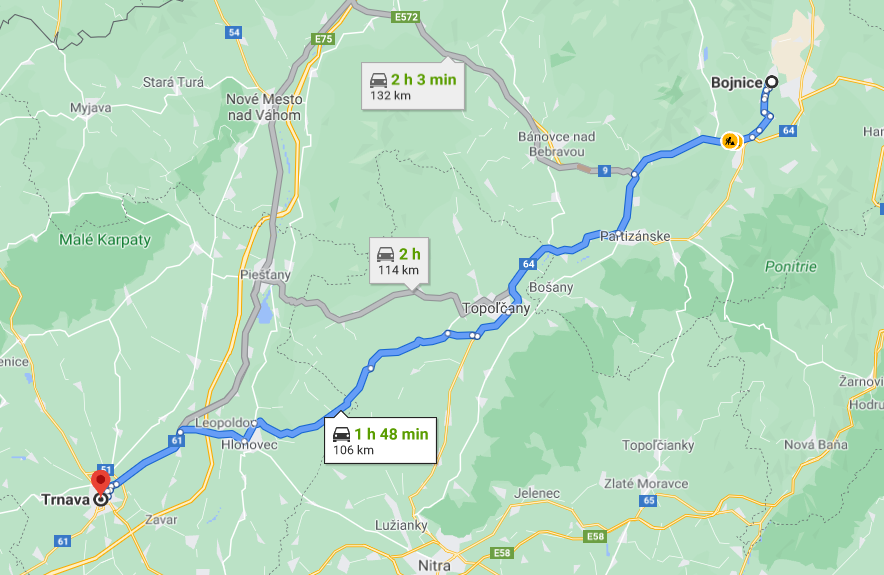 E572
54
E75
2 h 3 min
132 km
Stará Turá
Myjava
Nové Mesto
nad Váhom
Bojnice
64
Bánovce nad
Bebravou
9
Malé Karpaty
2 h
114 km
Partizánske
64
Piešťany
Ponitrie
Bošany
Topoľčany
Leopoldov
61
Hlohovec
1 h 48 min
106 km
Nová Baňa
Topoľčianky
51
Trnava
Zlaté Moravce
65
Jelenec
Zavar
Lužianky
61
E58
E58
Nitra